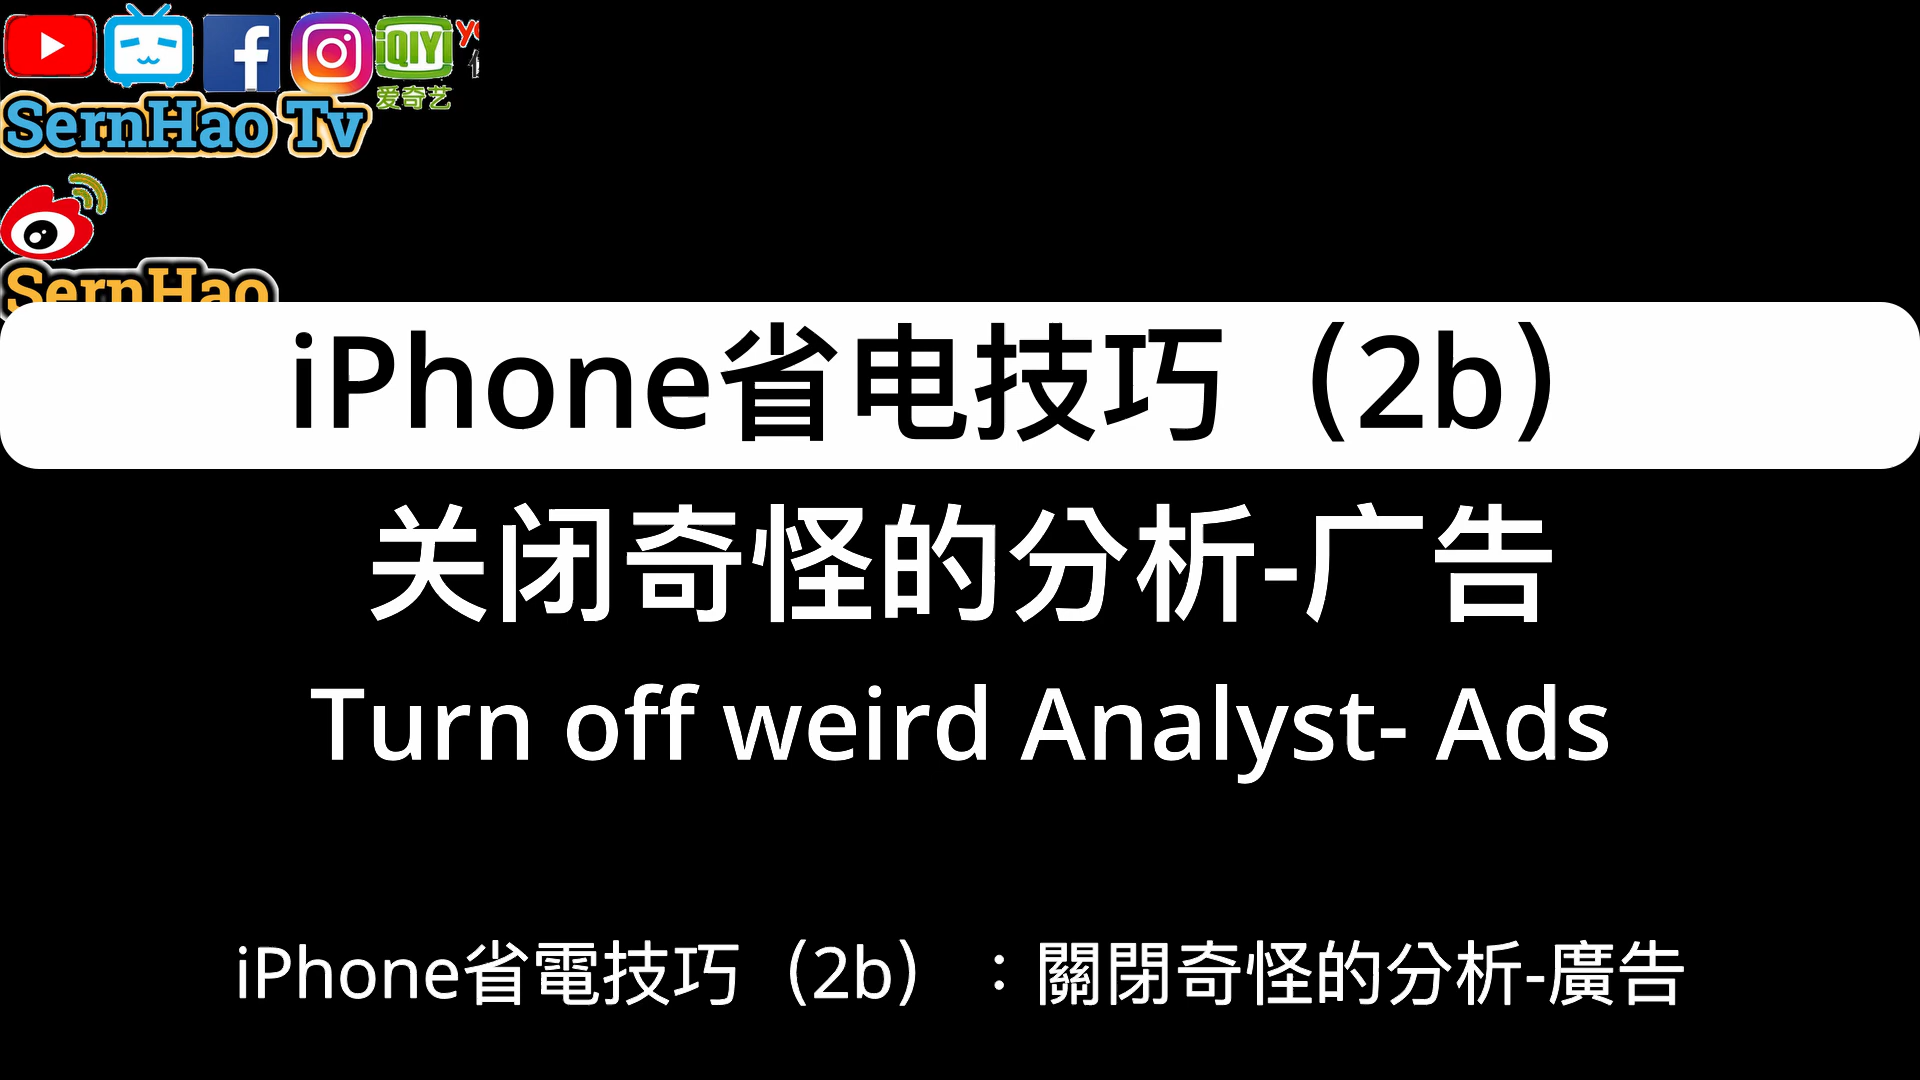 iQIYI
爱奇艺
SernHao Tv
SernHao
iPhone省电技巧（2b）
关闭奇怪的分析-广告
Turn off weird Analyst- Ads
iPhone省電技巧（2b）：關閉奇怪的分析-廣告